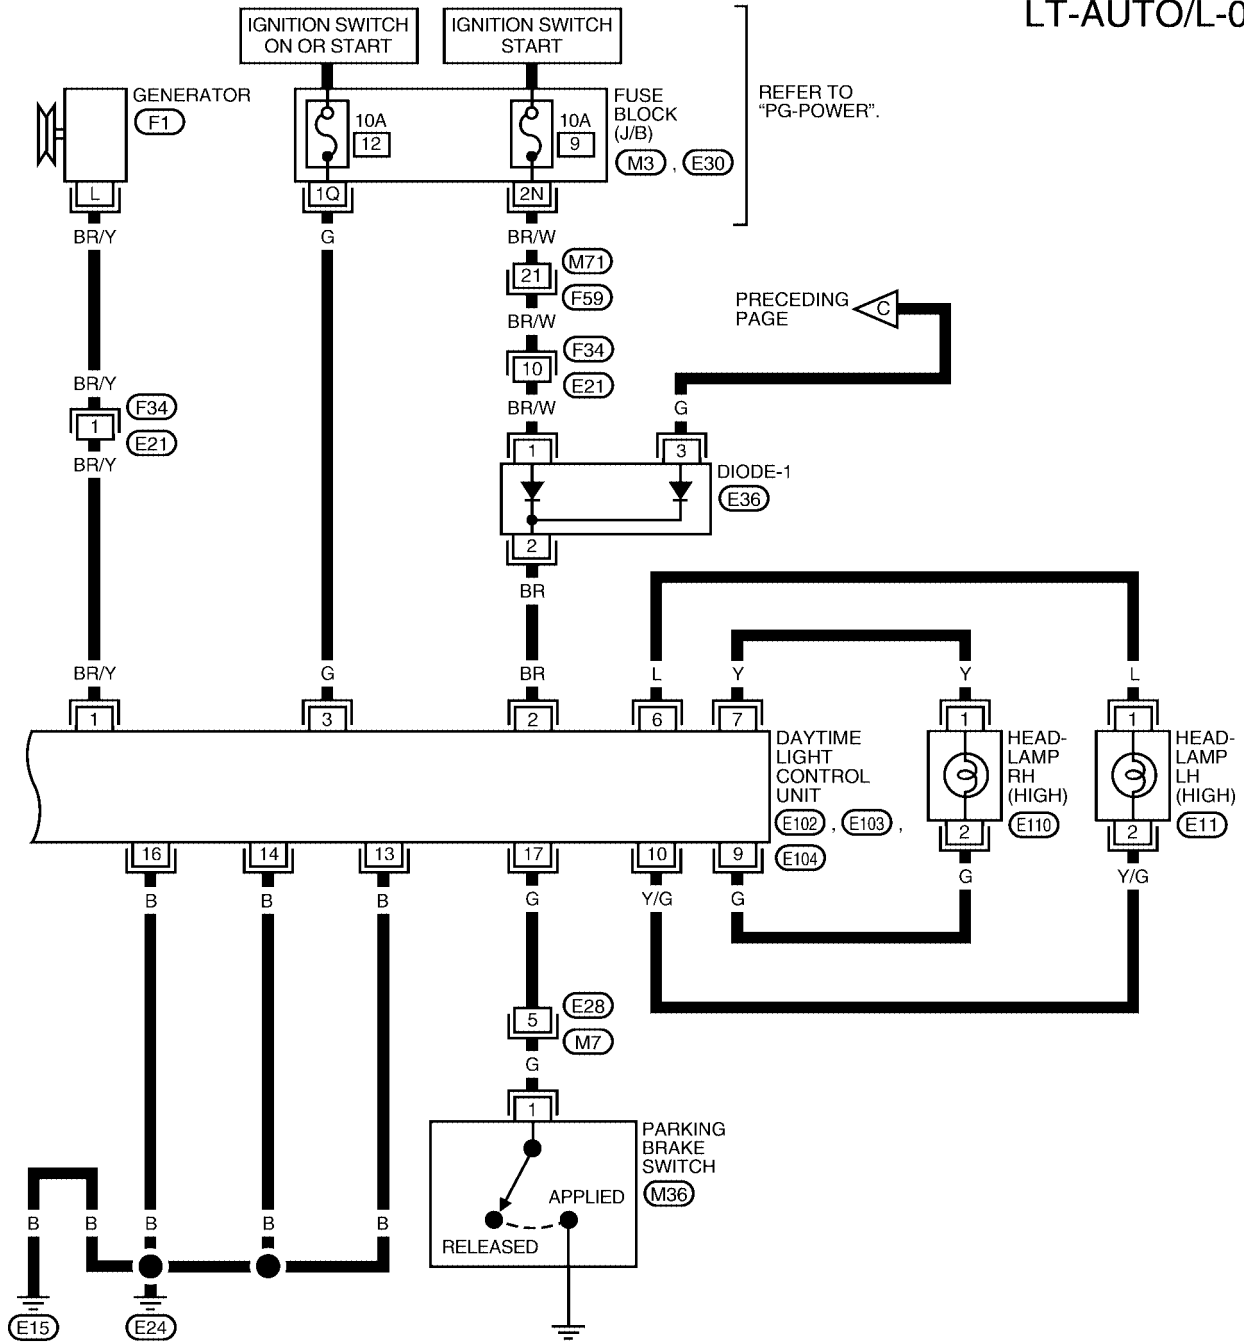 LT-AUTO/L-0
IGNITION SWITCH
ON OR START
IGNITION SWITCH
START
GENERATOR
F1
10A
12
10A
9
FUSE
BLOCK
(J/B)
M3 , E30
REFER TO
“PG-POWER”.
L
1Q
2N
BR/Y
G
BR/W
21
M71
F59
BR/W
PRECEDING
PAGE
C
10
F34
E21
BR/W
BR/Y
1
F34
E21
BR/Y
G
1
3
DIODE-1
E36
2
BR
BR/Y
G
BR
L
Y
Y
L
1
3
2
6
7
1
1
DAYTIME
LIGHT
CONTROL
UNIT
E102 , E103 ,
E104
HEAD-
LAMP
RH
(HIGH)
E110
HEAD-
LAMP
LH
(HIGH)
E11
2
2
16
14
13
17
10
9
G
Y/G
B
B
B
G
Y/G
G
5
E28
M7
G
1
PARKING
BRAKE
SWITCH
M36
APPLIED
RELEASED
B
B
B
B
B
E15
E24